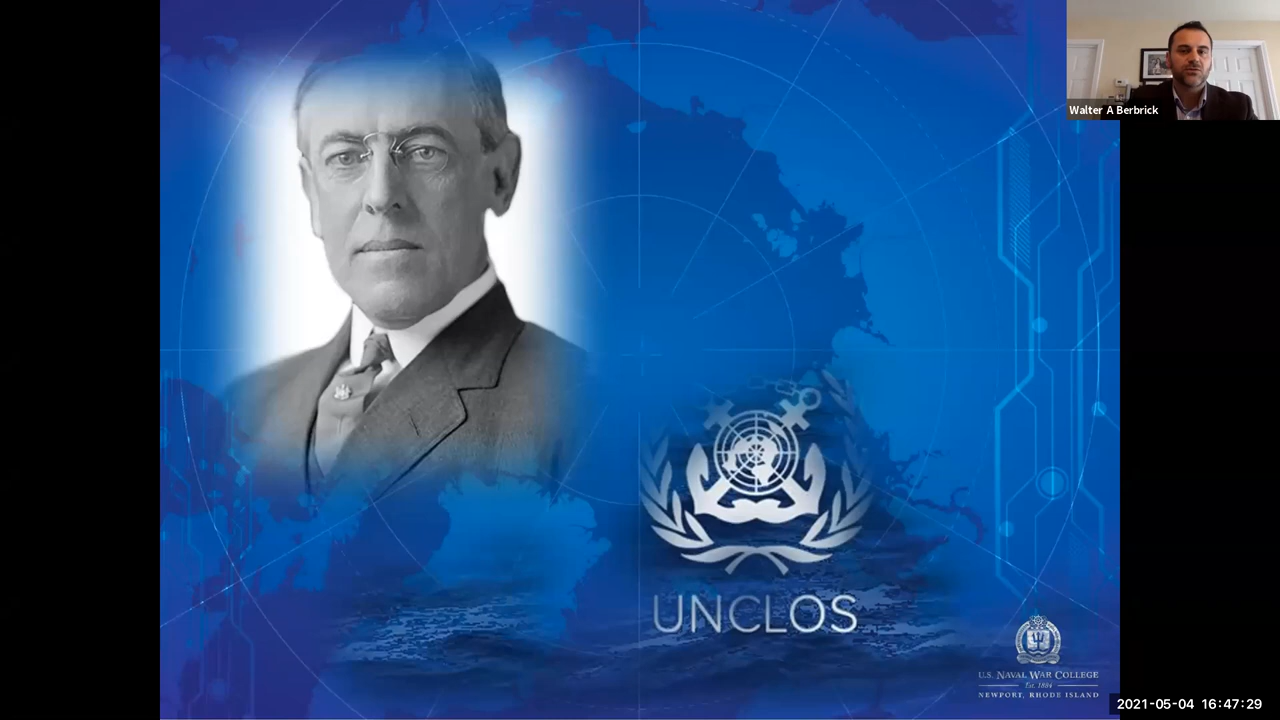 Walter A Berbrick
UNCLOS
U.S. NAVAL WAR COLLEGE
Est. 1884
NEWPORT, RHODE ISLAND
2021-05-04 16:47:29